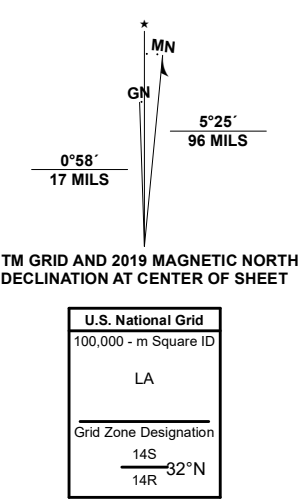 ★
MN
GN
5°25´
96 MILS
0°58´
17 MILS
TM GRID AND 2019 MAGNETIC NORTH
DECLINATION AT CENTER OF SHEET
U.S. National Grid
100,000 - m Square ID
LA
Grid Zone Designation
14S
32°N
14R